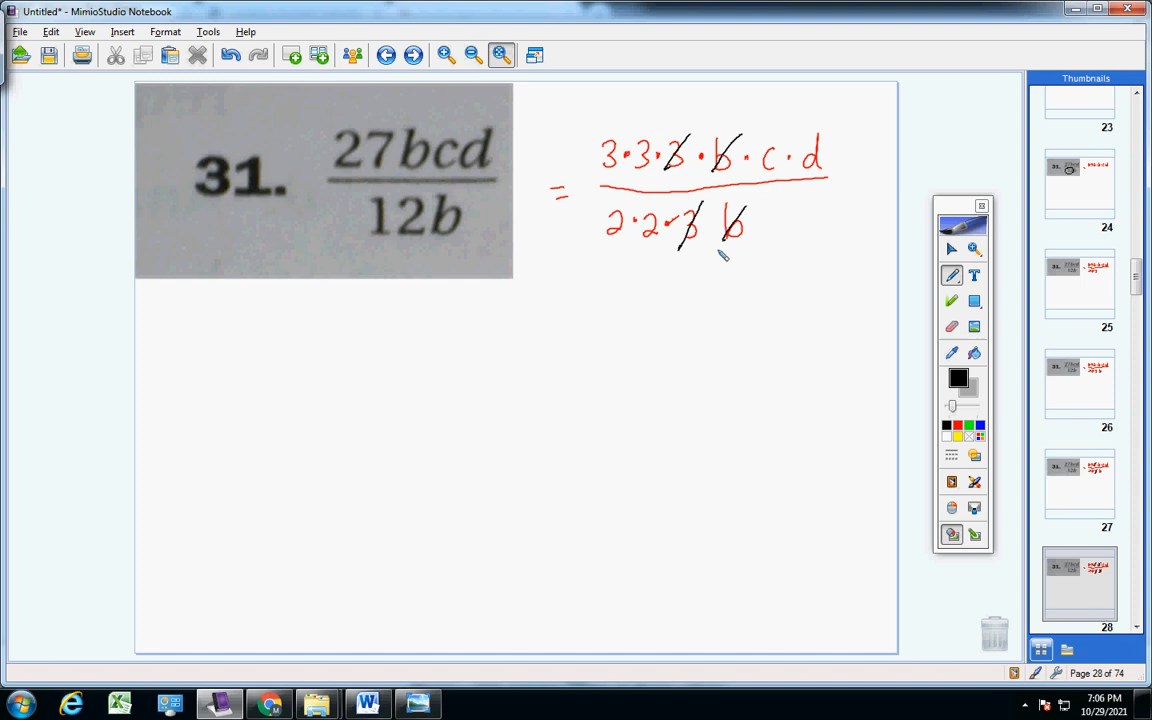 Untitled* - MimioStudio Notebook
File Edit View Insert Format Tools Help
Thumbnails
31. 27bcd
12b
= 3·3·3·b·c·d
2·2·3 b
23
24
25
26
27
28
T
W
Page 28 of 74
7:06 PM
10/29/2021